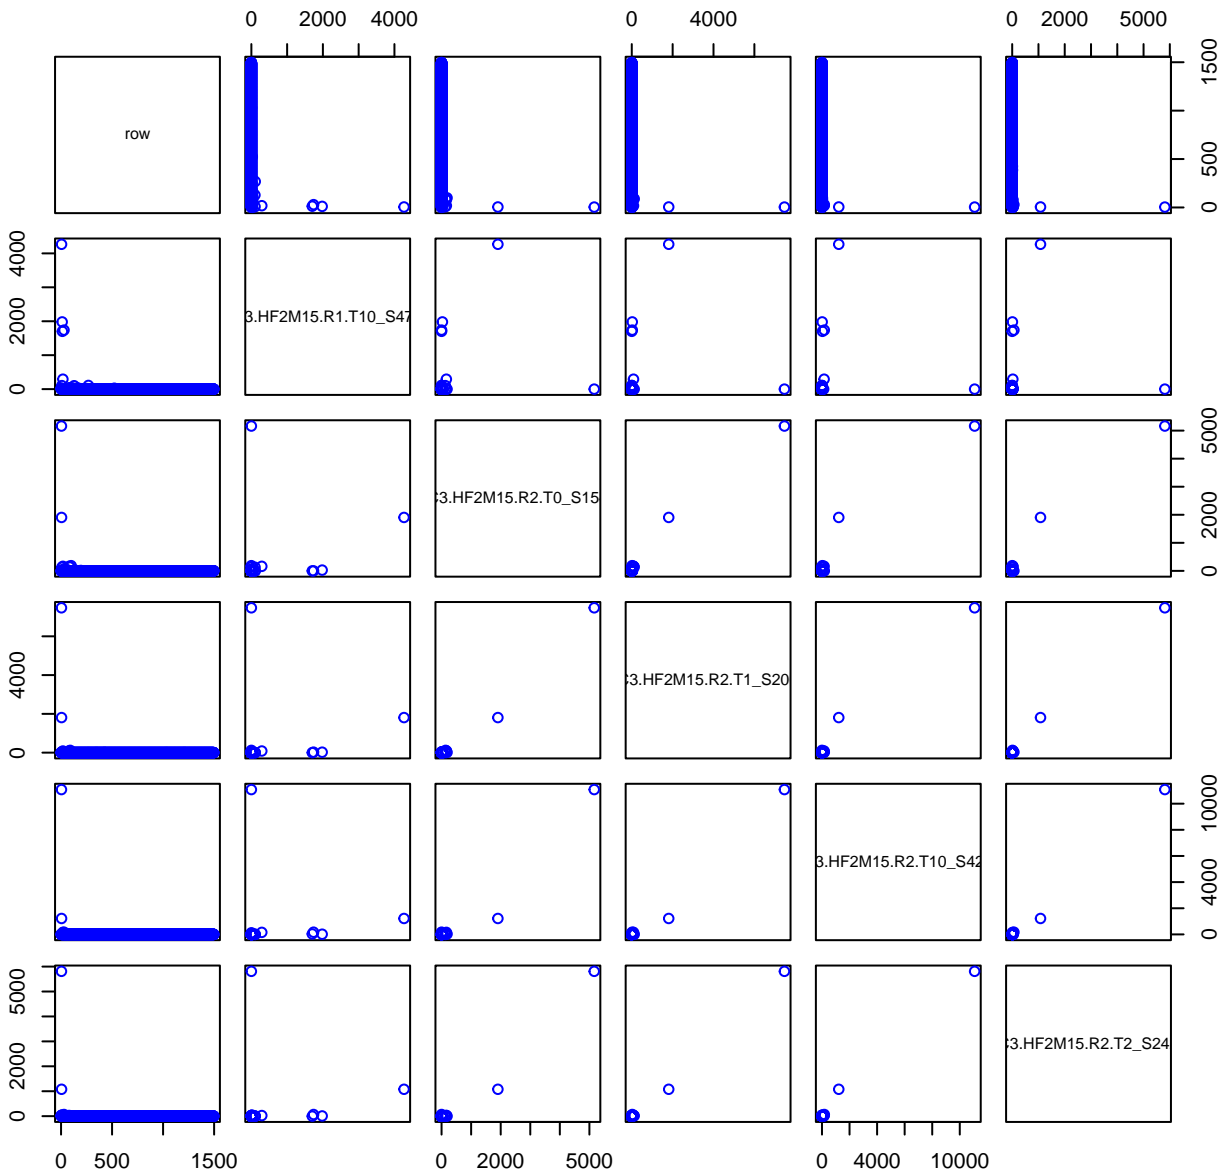 0 2000 4000 0 4000 0 2000 5000
row
0 500 1500
0 2000 4000
3.HF2M15.R1.T10_S47
3.HF2M15.R2.T0_S15
0 2000 5000
0 4000
3.HF2M15.R2.T1_S20
3.HF2M15.R2.T10_S42
0 4000 10000
0 2000 5000
3.HF2M15.R2.T2_S24
0 500 1500 0 2000 5000 0 4000 10000